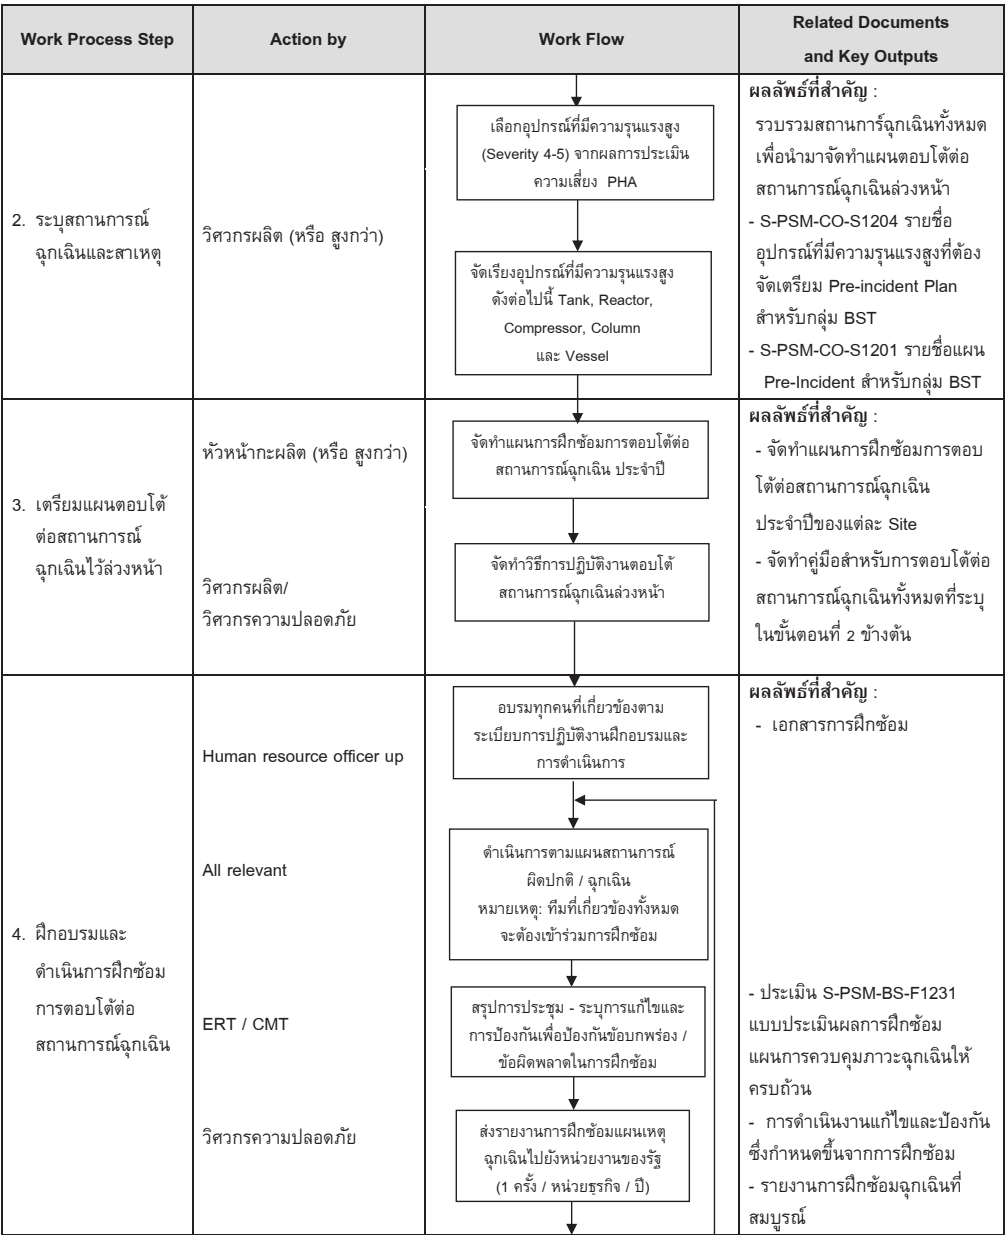 Work Process Step
Action by
Work Flow
Related Documents
and Key Outputs
2. ระบุสถานการณ์
ฉุกเฉินและสาเหตุ
วิศวกรผลิต (หรือ สูงกว่า)
เลือกอุปกรณ์ที่มีความรุนแรงสูง
(Severity 4-5) จากผลการประเมิน
ความเสี่ยง PHA
จัดเรียงอุปกรณ์ที่มีความรุนแรงสูง
ดังต่อไปนี้ Tank, Reactor,
Compressor, Column
และ Vessel
ผลลัพธ์ที่สำคัญ :
รวบรวมสถานการ์ฉุกเฉินทั้งหมด
เพื่อนำมาจัดทำแผนตอบโต้ต่อ
สถานการณ์ฉุกเฉินล่วงหน้า
- S-PSM-CO-S1204 รายชื่อ
อุปกรณ์ที่มีความรุนแรงสูงที่ต้อง
จัดเตรียม Pre-incident Plan
สำหรับกลุ่ม BST
- S-PSM-CO-S1201 รายชื่อแผน
Pre-Incident สำหรับกลุ่ม BST
3. เตรียมแผนตอบโต้
ต่อสถานการณ์
ฉุกเฉินไว้ล่วงหน้า
หัวหน้ากะผลิต (หรือ สูงกว่า)
วิศวกรผลิต/
วิศวกรความปลอดภัย
จัดทำแผนการฝึกซ้อมการตอบโต้ต่อ
สถานการณ์ฉุกเฉิน ประจำปี
จัดทำวิธีการปฏิบัติงานตอบโต้
สถานการณ์ฉุกเฉินล่วงหน้า
ผลลัพธ์ที่สำคัญ :
- จัดทำแผนการฝึกซ้อมการตอบ
โต้ต่อสถานการณ์ฉุกเฉิน
ประจำปีของแต่ละ Site
- จัดทำคู่มือสำหรับการตอบโต้ต่อ
สถานการณ์ฉุกเฉินทั้งหมดที่ระบุ
ในขั้นตอนที่ 2 ข้างต้น
4. ฝึกอบรมและ
ดำเนินการฝึกซ้อม
การตอบโต้ต่อ
สถานการณ์ฉุกเฉิน
Human resource officer up
All relevant
ERT / CMT
วิศวกรความปลอดภัย
อบรมทุกคนที่เกี่ยวข้องตาม
ระเบียบการปฏิบัติงานฝึกอบรมและ
การดำเนินการ
ดำเนินการตามแผนสถานการณ์
ผิดปกติ / ฉุกเฉิน
หมายเหตุ: ทีมที่เกี่ยวข้องทั้งหมด
จะต้องเข้าร่วมการฝึกซ้อม
สรุปการประชุม - ระบุการแก้ไขและ
การป้องกันเพื่อป้องกันข้อบกพร่อง /
ข้อผิดพลาดในการฝึกซ้อม
ส่งรายงานการฝึกซ้อมแผนเหตุ
ฉุกเฉินไปยังหน่วยงานของรัฐ
(1 ครั้ง / หน่วยธุรกิจ / ปี)
ผลลัพธ์ที่สำคัญ :
- เอกสารการฝึกซ้อม
- ประเมิน S-PSM-BS-F1231
แบบประเมินผลการฝึกซ้อม
แผนการควบคุมภาวะฉุกเฉินให้
ครบถ้วน
- การดำเนินงานแก้ไขและป้องกัน
ซึ่งกำหนดขึ้นจากการฝึกซ้อม
- รายงานการฝึกซ้อมฉุกเฉินที่
สมบูรณ์